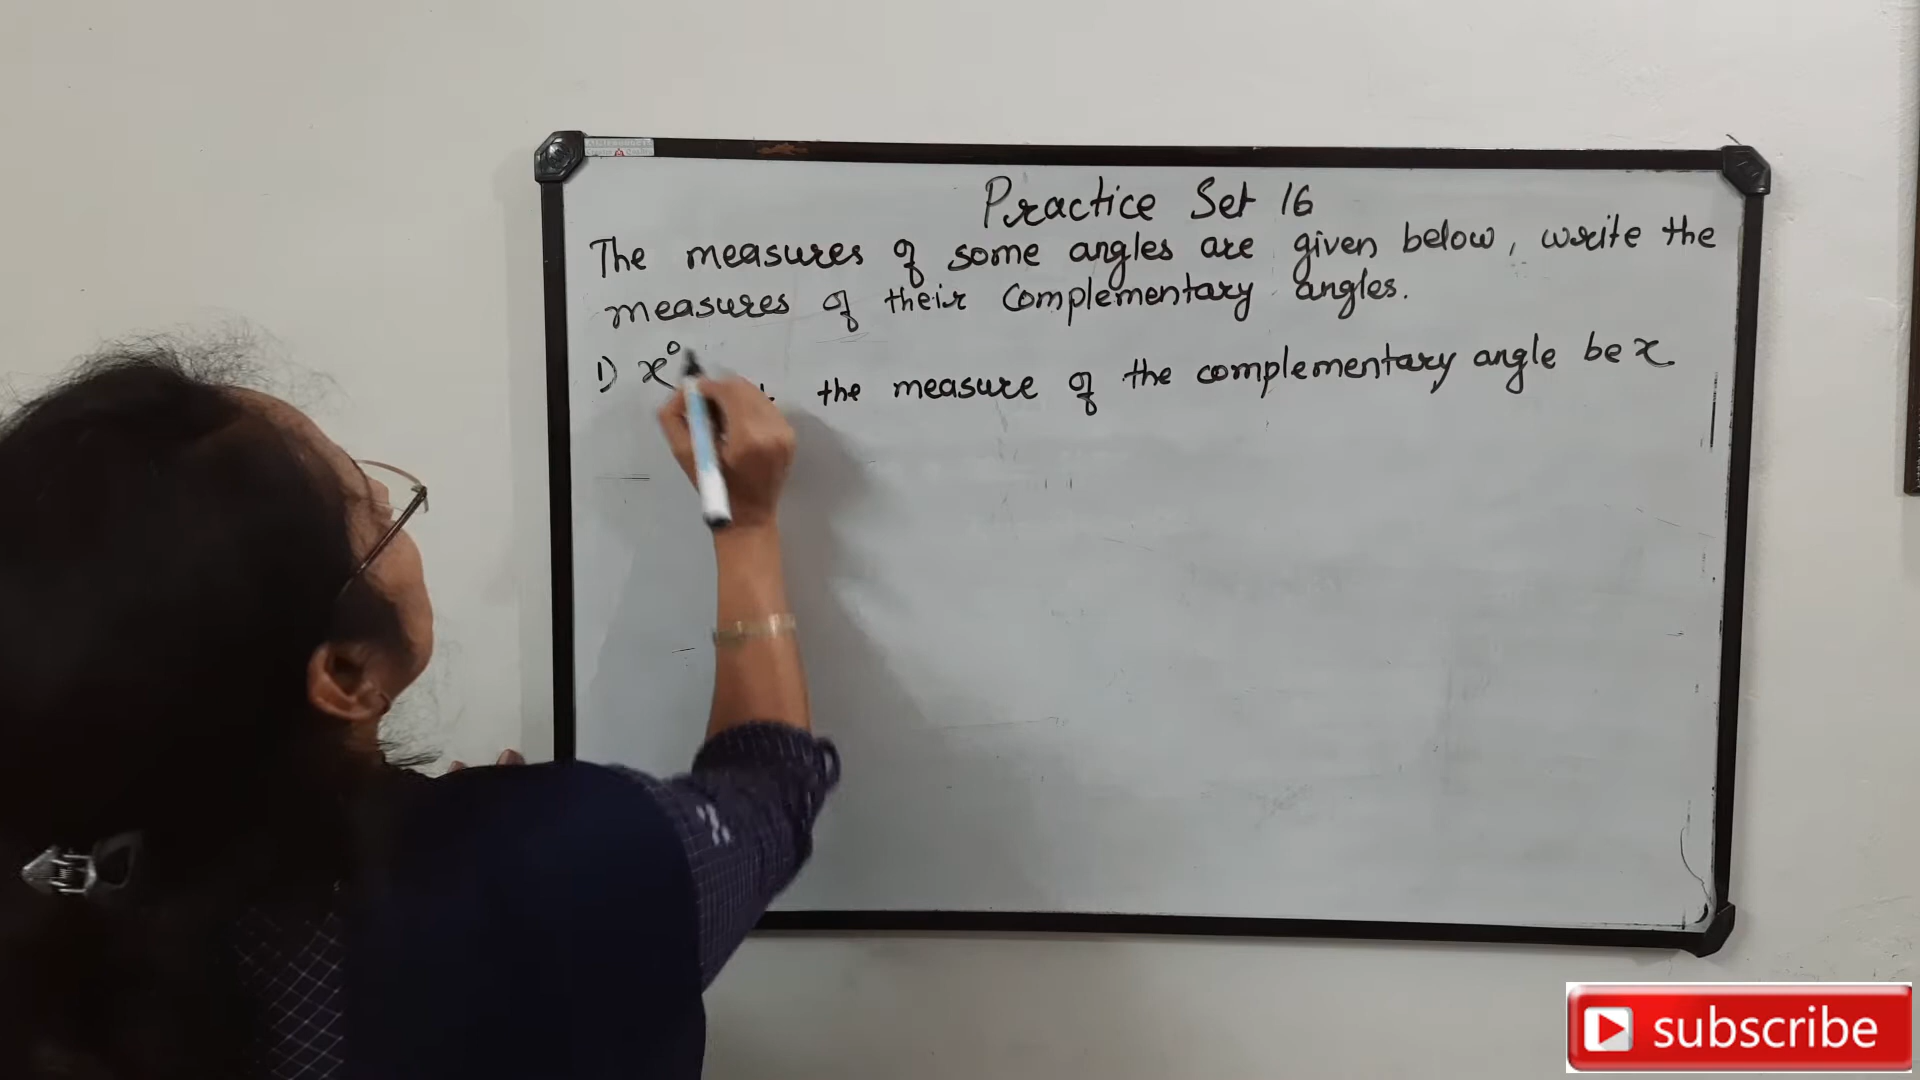 Practice Set 16
The measures of some angles are given below, write the
measures of their complementary angles.
1) x°
the measure of the complementary angle be x
subscribe